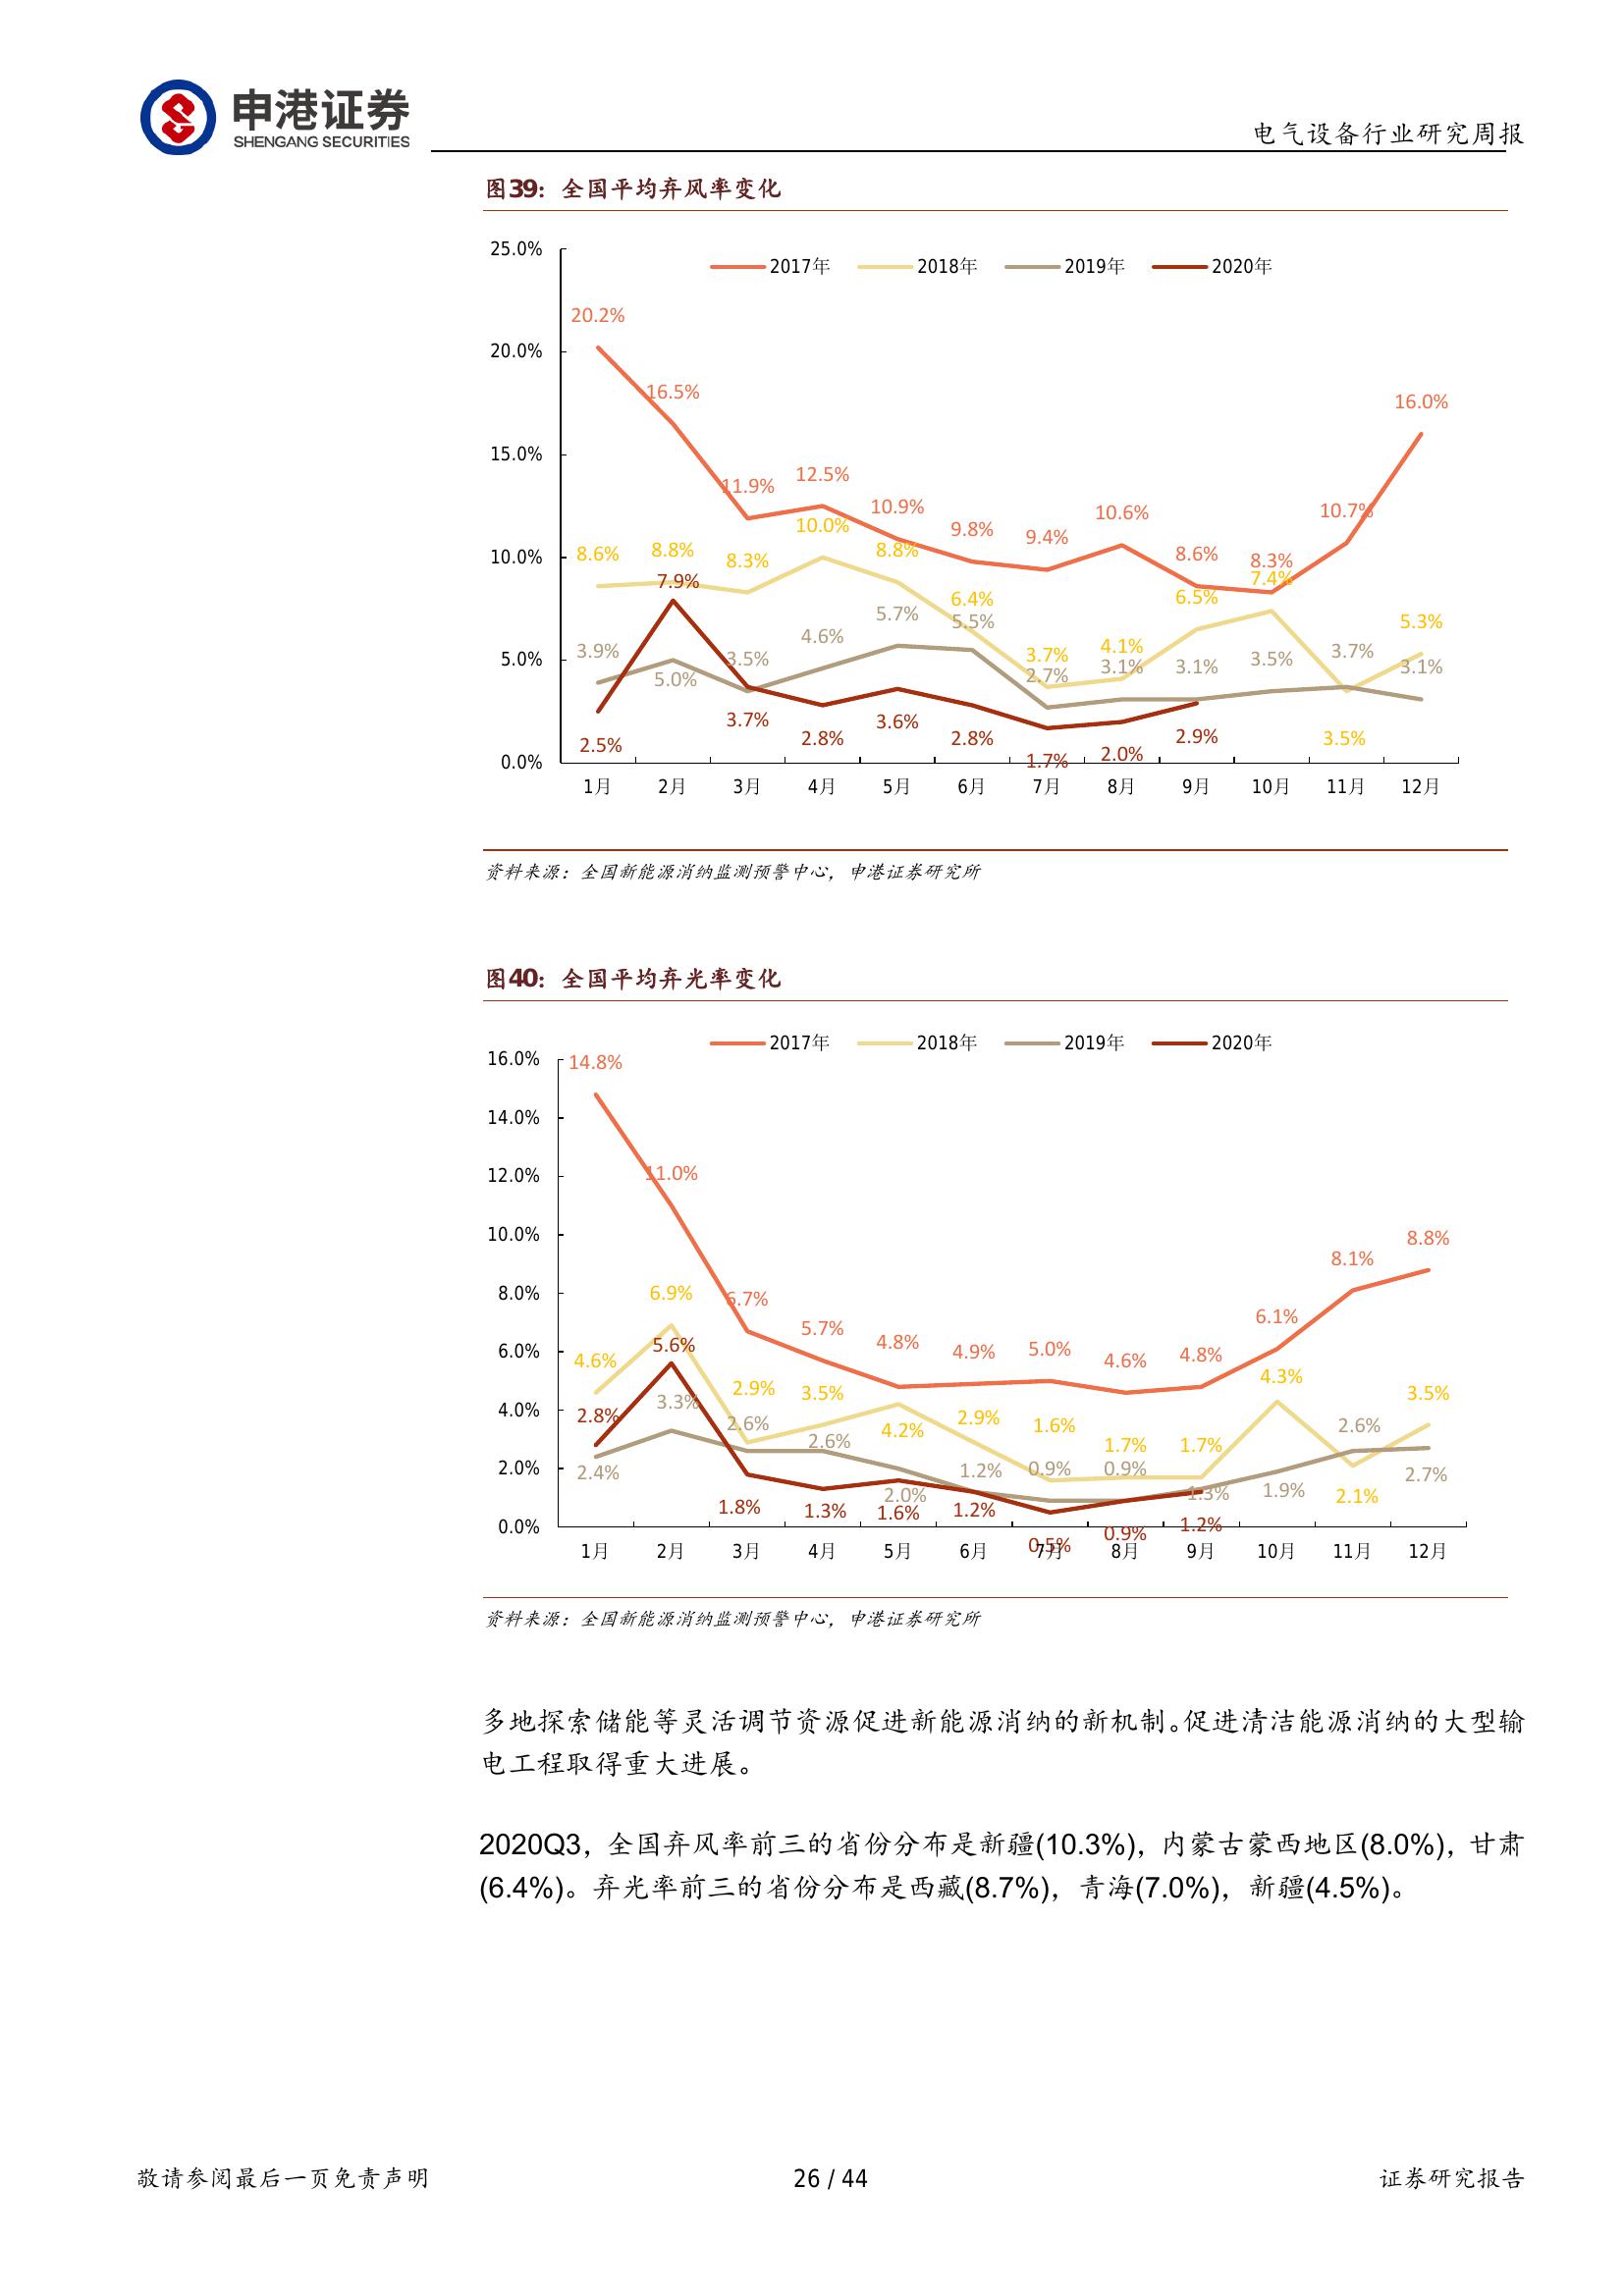 申港证券
SHENGANG SECURITIES
电气设备行业研究周报
图39：全国平均弃风率变化
25.0%
20.0%
15.0%
10.0%
5.0%
0.0%
2017年 2018年 2019年 2020年
20.2% 16.5% 11.9% 12.5% 10.9% 9.8% 9.4% 10.6% 8.6% 8.3% 10.7% 16.0%
8.6% 8.8% 8.3% 10.0% 8.8% 6.4% 3.7% 4.1% 6.5% 7.4% 3.5% 5.3%
3.9% 5.0% 3.5% 4.6% 5.7% 5.5% 2.7% 3.1% 3.1% 3.5% 3.7% 3.1%
2.5% 7.9% 3.7% 2.8% 3.6% 2.8% 1.7% 2.0% 2.9%
1月 2月 3月 4月 5月 6月 7月 8月 9月 10月 11月 12月
资料来源：全国新能源消纳监测预警中心，申港证券研究所
图40：全国平均弃光率变化
2017年 2018年 2019年 2020年
16.0%
14.0%
12.0%
10.0%
8.0%
6.0%
4.0%
2.0%
0.0%
14.8% 11.0% 6.7% 5.7% 4.8% 4.9% 5.0% 4.6% 4.8% 6.1% 8.1% 8.8%
4.6% 6.9% 2.9% 3.5% 4.2% 2.9% 1.6% 1.7% 1.7% 4.3% 2.1% 3.5%
2.4% 3.3% 2.6% 2.6% 2.0% 1.2% 0.9% 0.9% 1.3% 1.9% 2.6% 2.7%
2.8% 5.6% 1.8% 1.3% 1.6% 1.2% 0.5% 0.9% 1.2%
1月 2月 3月 4月 5月 6月 7月 8月 9月 10月 11月 12月
资料来源：全国新能源消纳监测预警中心，申港证券研究所
多地探索储能等灵活调节资源促进新能源消纳的新机制。促进清洁能源消纳的大型输
电工程取得重大进展。
2020Q3，全国弃风率前三的省份分布是新疆(10.3%)，内蒙古蒙西地区(8.0%)，甘肃
(6.4%)。弃光率前三的省份分布是西藏(8.7%)，青海(7.0%)，新疆(4.5%)。
敬请参阅最后一页免责声明
26 / 44
证券研究报告